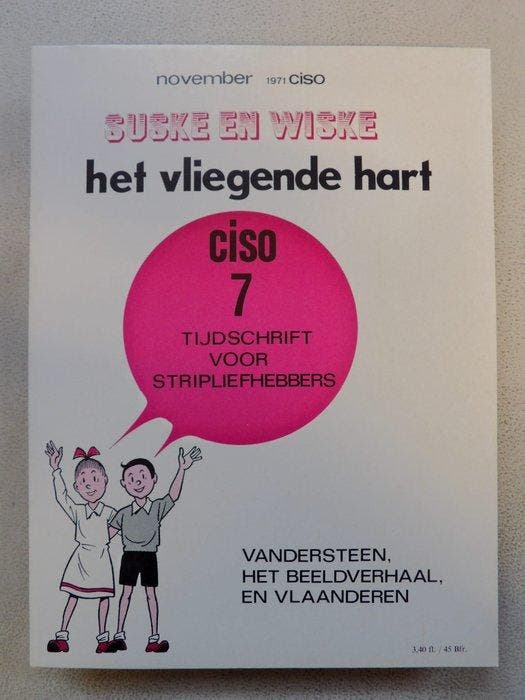 november 1971 ciso
SUSKE EN WISKE
het vliegende hart
ciso
7
TIJDSCHRIFT
VOOR
STRIPLIEFHEBBERS
VANDERSTEEN,
HET BEELDVERHAAL,
EN VLAANDEREN
3,40 fl. / 45 Bfr.